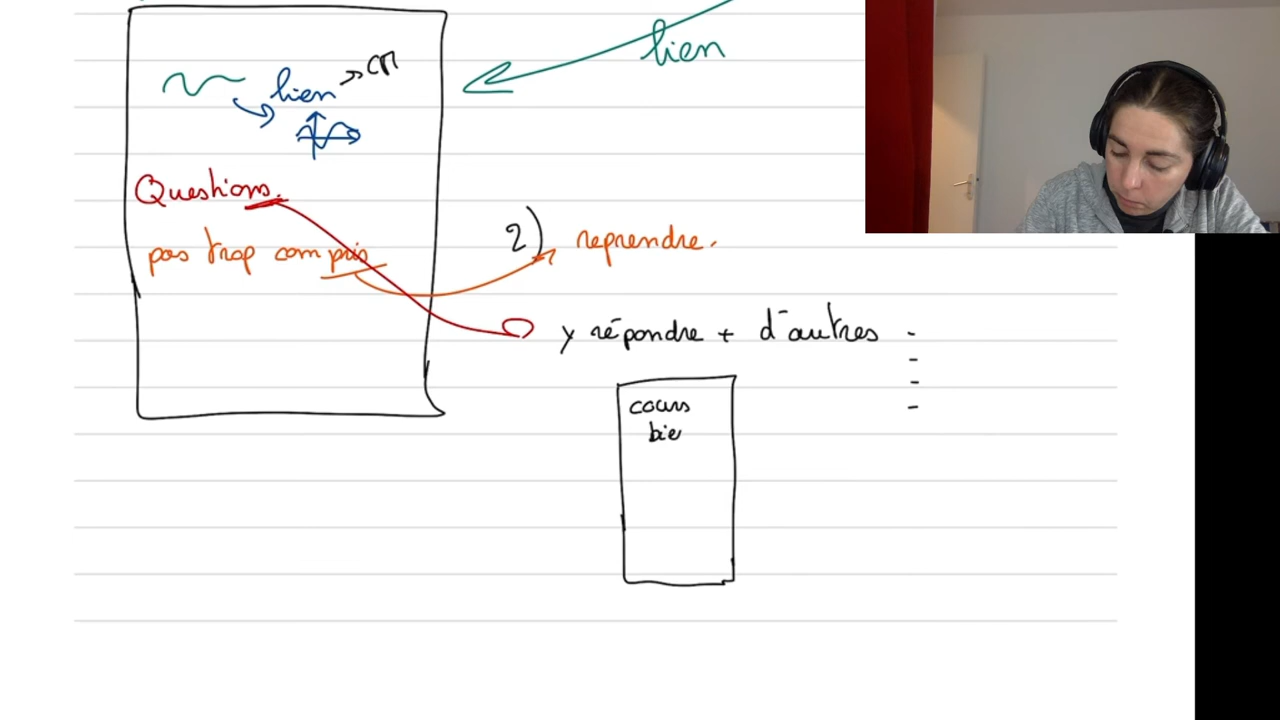 lien
lien
Questions.
pas trop compris
2) reprendre.
y répondre + d'autres -
-
-
-
cours
bie